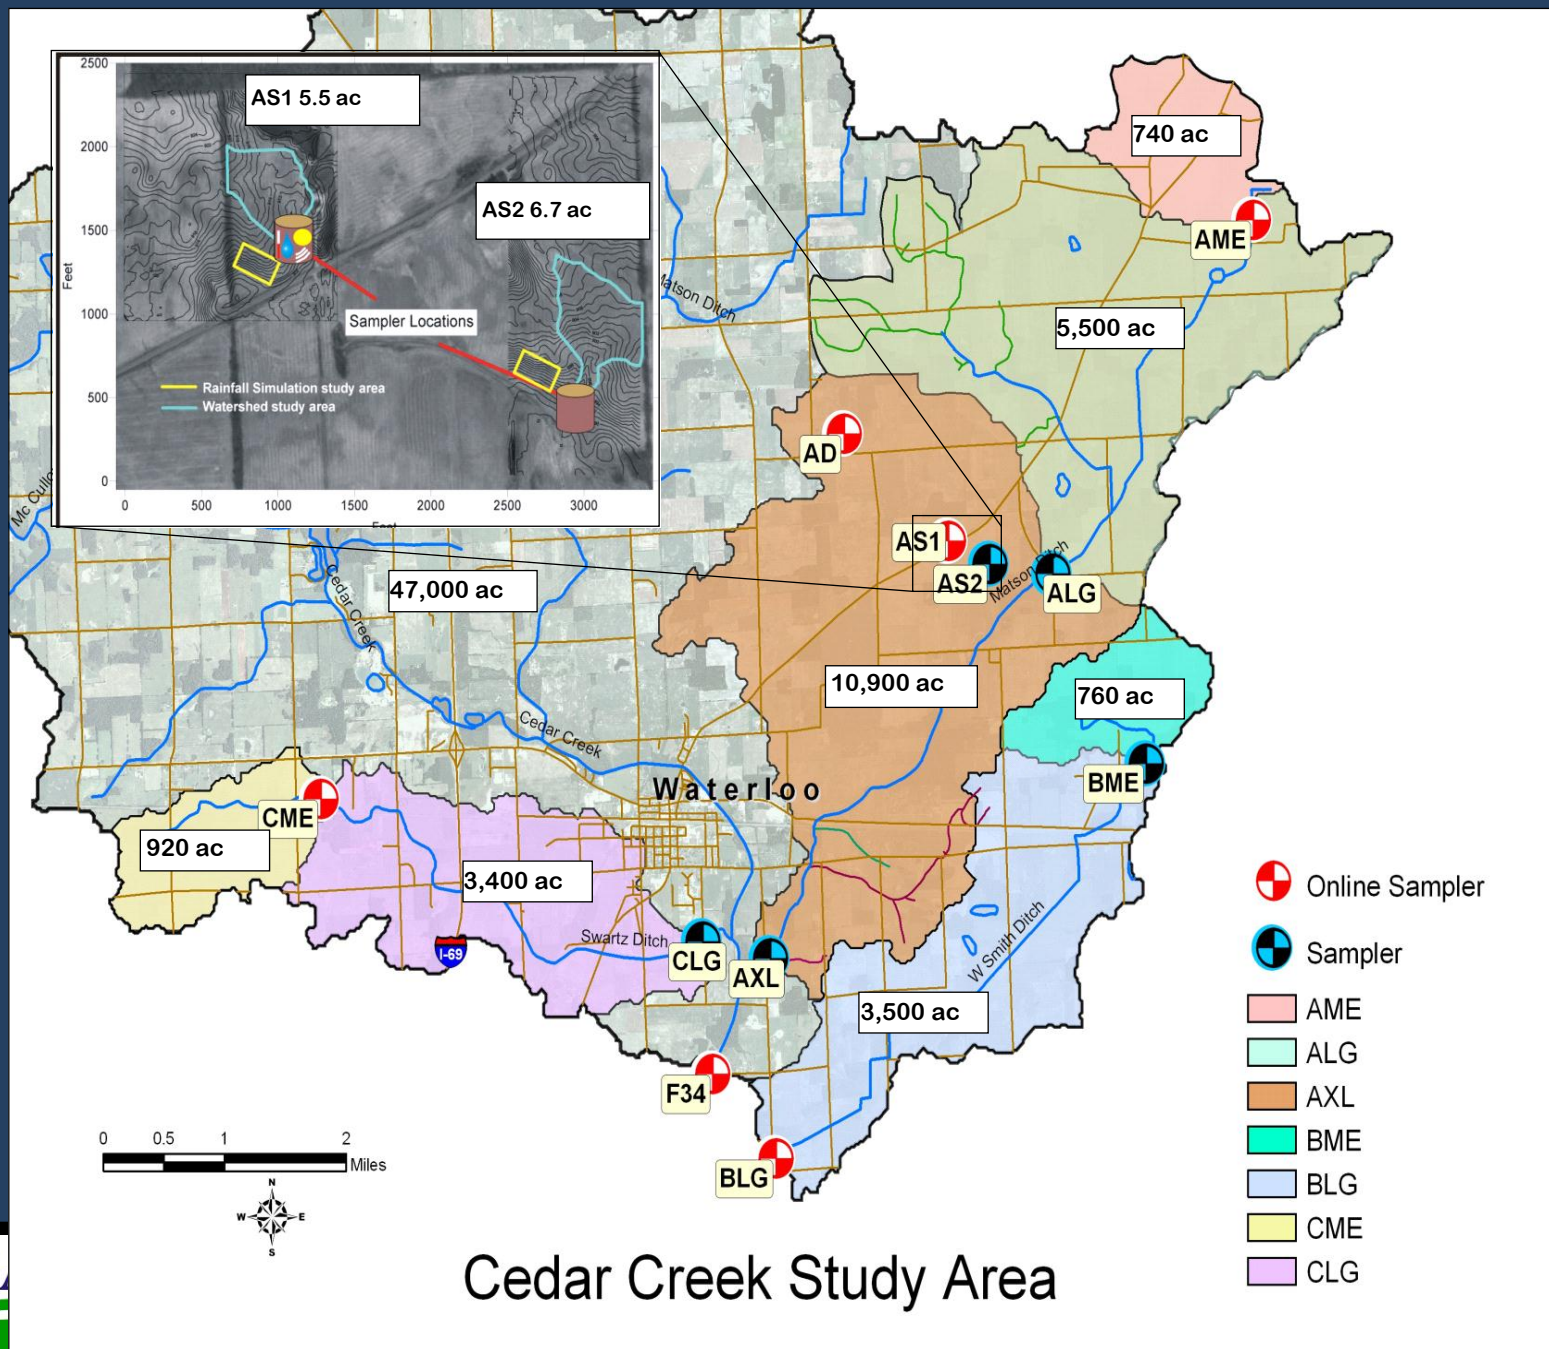 2500
AS1 5.5 ac
2000
AS2 6.7 ac
1500
Feet
1000
Sampler Locations
500
Rainfall Simulation study area
Watershed study area
0
0 500 1000 1500 2000 2500 3000
740 ac
AME
5,500 ac
Matson Ditch
AD
AS1
AS2
Matson Ditch
ALG
47,000 ac
Cedar Creek
10,900 ac
760 ac
Cedar Creek
BME
Waterloo
CME
920 ac
3,400 ac
Swartz Ditch
I-69
CLG
AXL
W Smith Ditch
3,500 ac
F34
BLG
Online Sampler
Sampler
AME
ALG
AXL
BME
BLG
CME
CLG
0 0.5 1 2
Miles
N
W E
S
Cedar Creek Study Area